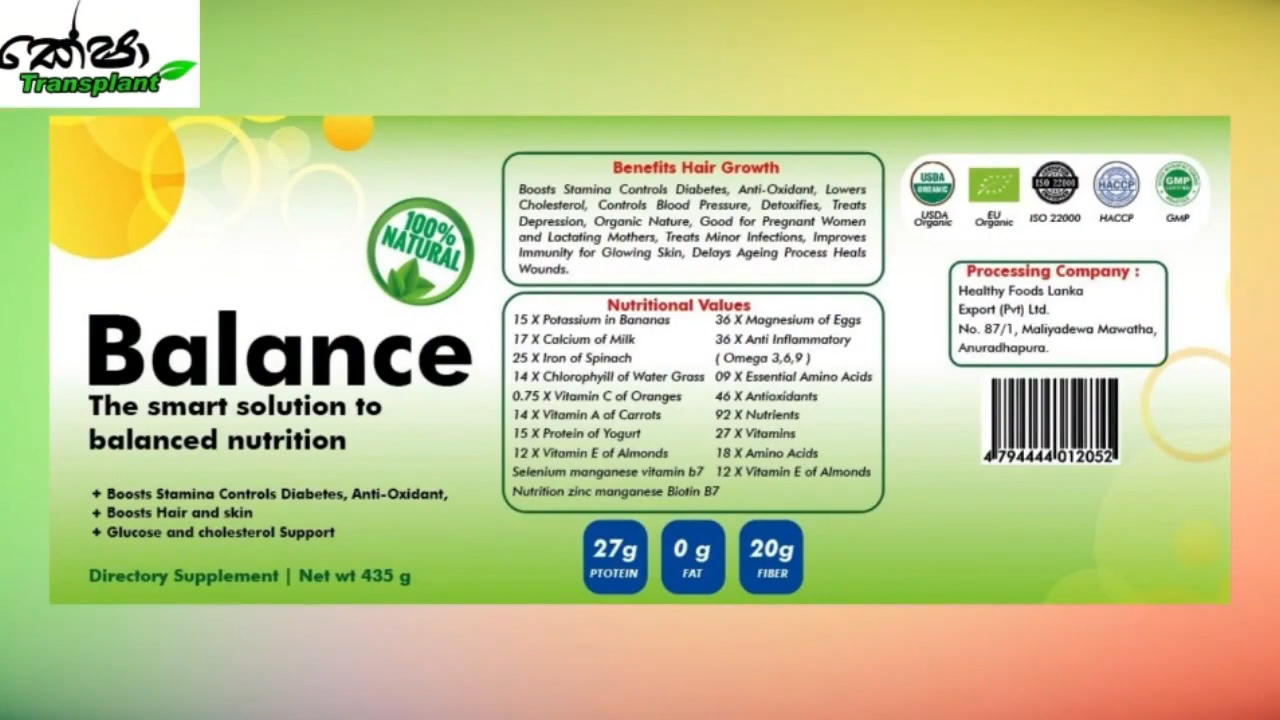 කේෂා
Transplant
100%
NATURAL
Balance
The smart solution to
balanced nutrition
+ Boosts Stamina Controls Diabetes, Anti-Oxidant,
+ Boosts Hair and skin
+ Glucose and cholesterol Support
Directory Supplement | Net wt 435 g
Benefits Hair Growth
Boosts Stamina Controls Diabetes, Anti-Oxidant, Lowers
Cholesterol, Controls Blood Pressure, Detoxifies, Treats
Depression, Organic Nature, Good for Pregnant Women
and Lactating Mothers, Treats Minor Infections, Improves
Immunity for Glowing Skin, Delays Ageing Process Heals
Wounds.
Nutritional Values
15 X Potassium in Bananas
17 X Calcium of Milk
25 X Iron of Spinach
14 X Chlorophyill of Water Grass
0.75 X Vitamin C of Oranges
14 X Vitamin A of Carrots
15 X Protein of Yogurt
12 X Vitamin E of Almonds
Selenium manganese vitamin b7
Nutrition zinc manganese Biotin B7
36 X Magnesium of Eggs
36 X Anti Inflammatory
( Omega 3,6,9 )
09 X Essential Amino Acids
46 X Antioxidants
92 X Nutrients
27 X Vitamins
18 X Amino Acids
12 X Vitamin E of Almonds
27g
PTOTEIN
0 g
FAT
20g
FIBER
USDA
ORGANIC
USDA
Organic
EU
Organic
ISO 22000
ISO 22000
HACCP
HACCP
GMP
GMP
Processing Company :
Healthy Foods Lanka
Export (Pvt) Ltd.
No. 87/1, Maliyadewa Mawatha,
Anuradhapura.
4 794444 012052